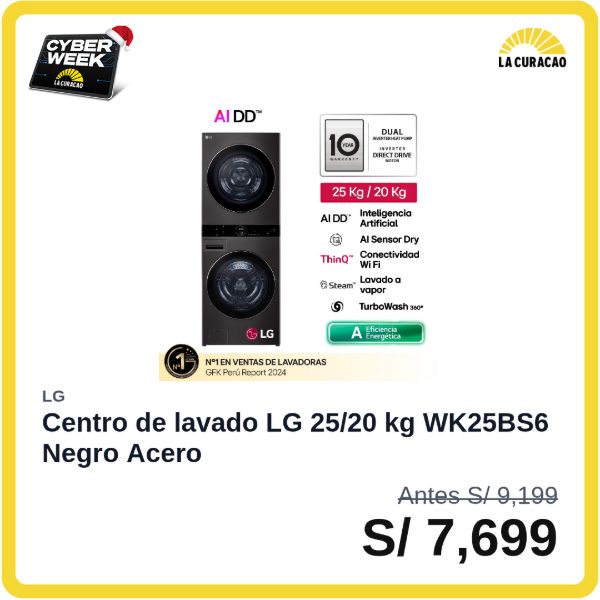 CYBER
WEEK
LA CURACAO
LA CURACAO
AI DD™
10
YEAR
WARRANTY
DUAL
INVERTER HEAT PUMP
INVERTER
DIRECT DRIVE
MOTOR
25 Kg / 20 Kg
AI DD™ Inteligencia
Artificial
AI Sensor Dry
ThinQ™ Conectividad
Wi Fi
Steam™ Lavado a
vapor
TurboWash 360°
A Eficiencia
Energética
LG
N°1
N°1 EN VENTAS DE LAVADORAS
GFK Perú Report 2024
LG
Centro de lavado LG 25/20 kg WK25BS6
Negro Acero
Antes S/ 9,199
S/ 7,699